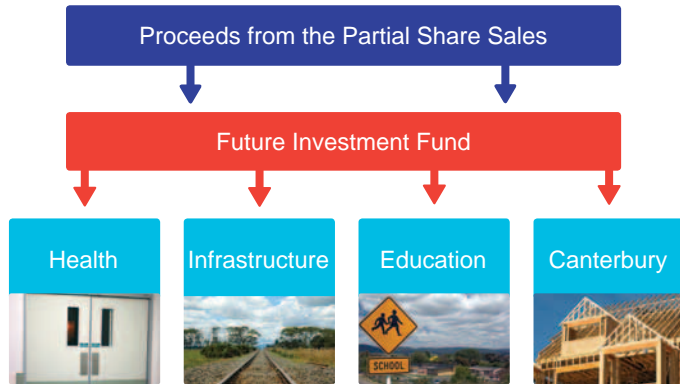 Proceeds from the Partial Share Sales
Future Investment Fund
Health
Infrastructure
Education
Canterbury
SCHOOL